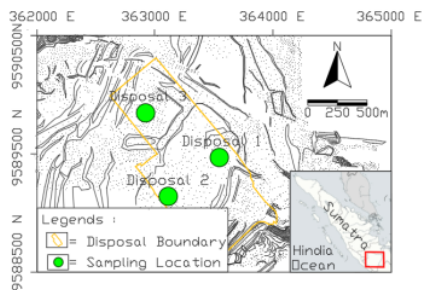 362000 E 363000 E 364000 E 365000 E
9590500 N
9589500 N
9588500 N
N
0 250 500m
Disposal 3
Disposal 1
Disposal 2
Legends :
= Disposal Boundary
= Sampling Location
Sumatra
Hindia
Ocean